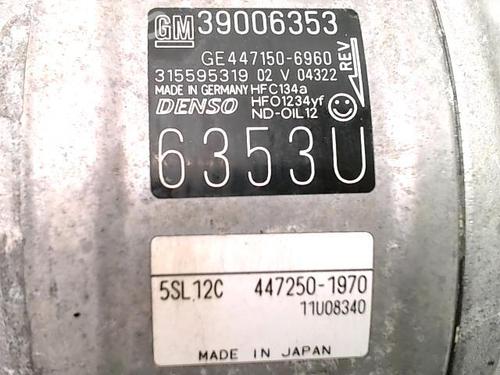 GM 39006353
GE447150-6960
315595319 02 V 04322
MADE IN GERMANY HFC134a
DENSO HFO1234yf
ND-OIL12
REV
6353U
5SL12C 447250-1970
11U08340
MADE IN JAPAN